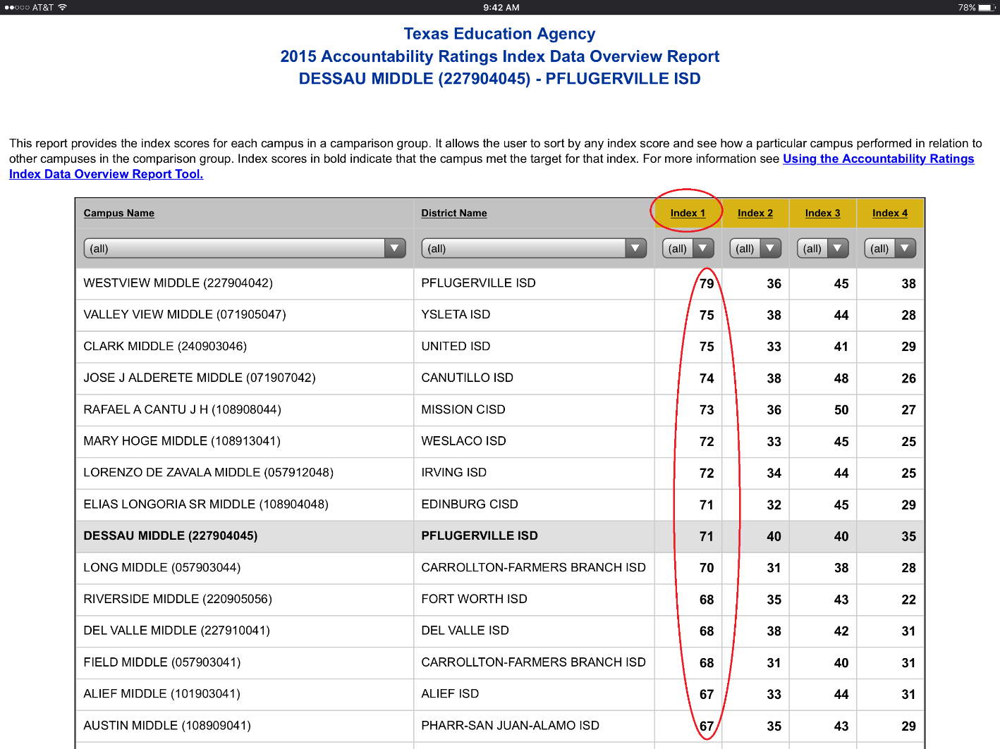 AT&T 9:42 AM 78%
Texas Education Agency
2015 Accountability Ratings Index Data Overview Report
DESSAU MIDDLE (227904045) - PFLUGERVILLE ISD
This report provides the index scores for each campus in a camparison group. It allows the user to sort by any index score and see how a particular campus performed in relation to
other campuses in the comparison group. Index scores in bold indicate that the campus met the target for that index. For more information see Using the Accountability Ratings
Index Data Overview Report Tool.
Campus Name District Name Index 1 Index 2 Index 3 Index 4
(all) (all) (all) (all) (all) (all)
WESTVIEW MIDDLE (227904042) PFLUGERVILLE ISD 79 36 45 38
VALLEY VIEW MIDDLE (071905047) YSLETA ISD 75 38 44 28
CLARK MIDDLE (240903046) UNITED ISD 75 33 41 29
JOSE J ALDERETE MIDDLE (071907042) CANUTILLO ISD 74 38 48 26
RAFAEL A CANTU J H (108908044) MISSION CISD 73 36 50 27
MARY HOGE MIDDLE (108913041) WESLACO ISD 72 33 45 25
LORENZO DE ZAVALA MIDDLE (057912048) IRVING ISD 72 34 44 25
ELIAS LONGORIA SR MIDDLE (108904048) EDINBURG CISD 71 32 45 29
DESSAU MIDDLE (227904045) PFLUGERVILLE ISD 71 40 40 35
LONG MIDDLE (057903044) CARROLLTON-FARMERS BRANCH ISD 70 31 38 28
RIVERSIDE MIDDLE (220905056) FORT WORTH ISD 68 35 43 22
DEL VALLE MIDDLE (227910041) DEL VALLE ISD 68 38 42 31
FIELD MIDDLE (057903041) CARROLLTON-FARMERS BRANCH ISD 68 31 40 31
ALIEF MIDDLE (101903041) ALIEF ISD 67 33 44 31
AUSTIN MIDDLE (108909041) PHARR-SAN JUAN-ALAMO ISD 67 35 43 29